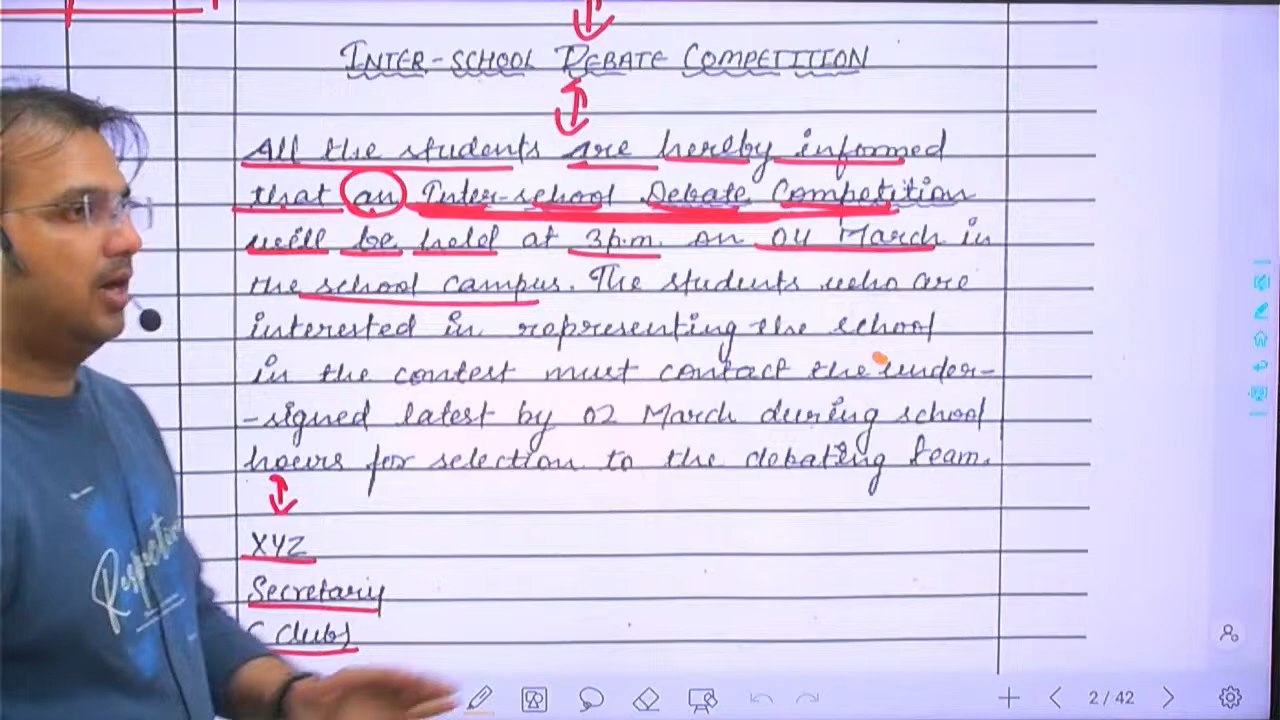 INTER-SCHOOL DEBATE COMPETITION
All the students are hereby informed
that an Inter-school Debate Competition
will be held at 3p.m. on 04 March in
the school campus. The students who are
interested in representing the school
in the contest must contact the under-
-signed latest by 02 March during school
hours for selection to the debating team.
XYZ
Secretary
Clubs
Respective
2/42